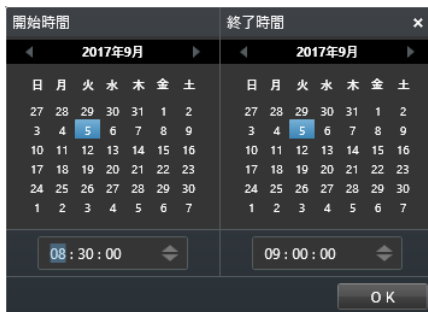 開始時間
終了時間 ×
2017年9月
2017年9月
日 月 火 水 木 金 土
27 28 29 30 31 1 2
3 4 5 6 7 8 9
10 11 12 13 14 15 16
17 18 19 20 21 22 23
24 25 26 27 28 29 30
1 2 3 4 5 6 7
日 月 火 水 木 金 土
27 28 29 30 31 1 2
3 4 5 6 7 8 9
10 11 12 13 14 15 16
17 18 19 20 21 22 23
24 25 26 27 28 29 30
1 2 3 4 5 6 7
08 : 30 : 00
09 : 00 : 00
OK